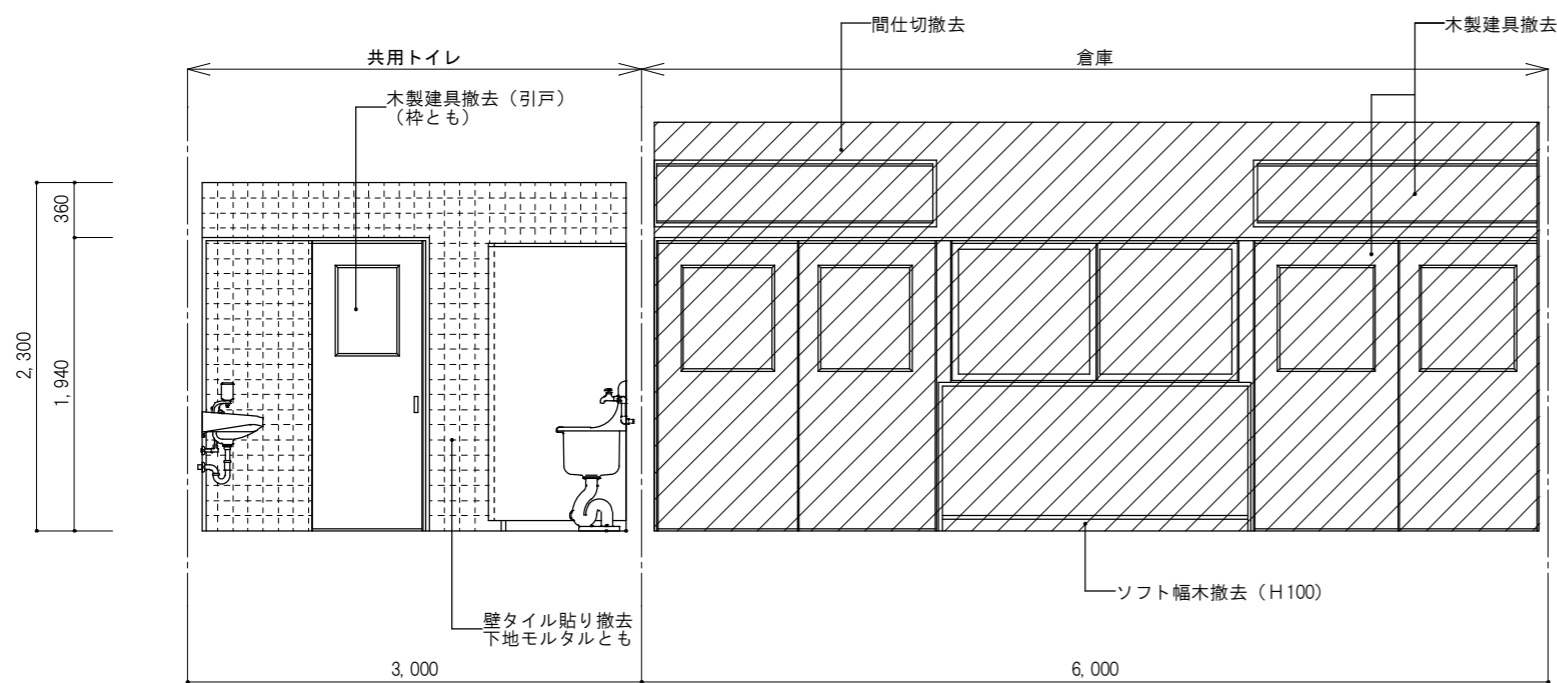 間仕切撤去
木製建具撤去
共用トイレ
倉庫
木製建具撤去（引戸）
（枠とも）
360
2,300
1,940
ソフト幅木撤去（H100）
壁タイル貼り撤去
下地モルタルとも
3,000
6,000